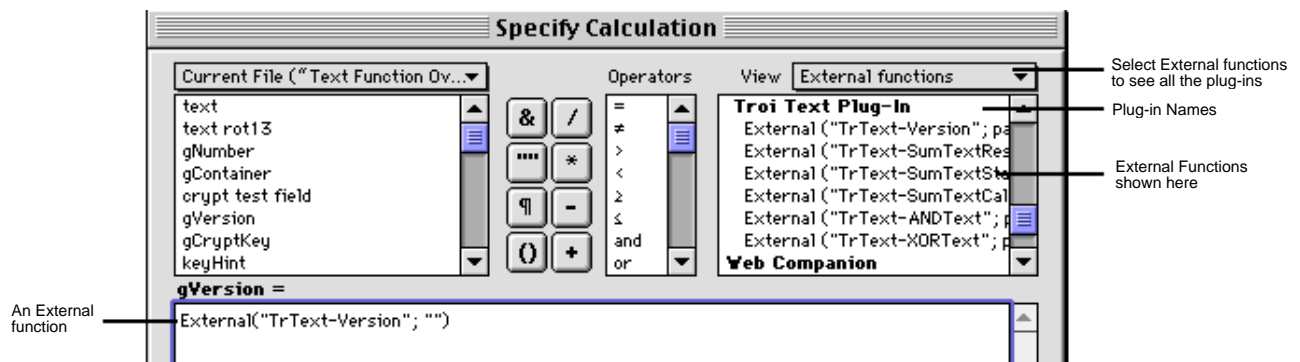 Specify Calculation
Current File ("Text Function Ov...
Operators
View External functions
Select External functions
to see all the plug-ins
text
text rot13
gNumber
gContainer
crypt test field
gVersion
gCryptKey
keyHint
& /
"" *
¶ -
() +
=
≠
>
<
≥
≤
and
or
Troi Text Plug-In
External ("TrText-Version"; pa
External ("TrText-SumTextRes
External ("TrText-SumTextSta
External ("TrText-SumTextCal
External ("TrText-ANDText"; p
External ("TrText-XORText"; p
Web Companion
Plug-in Names
External Functions
shown here
gVersion =
An External
function
External("TrText-Version"; "")